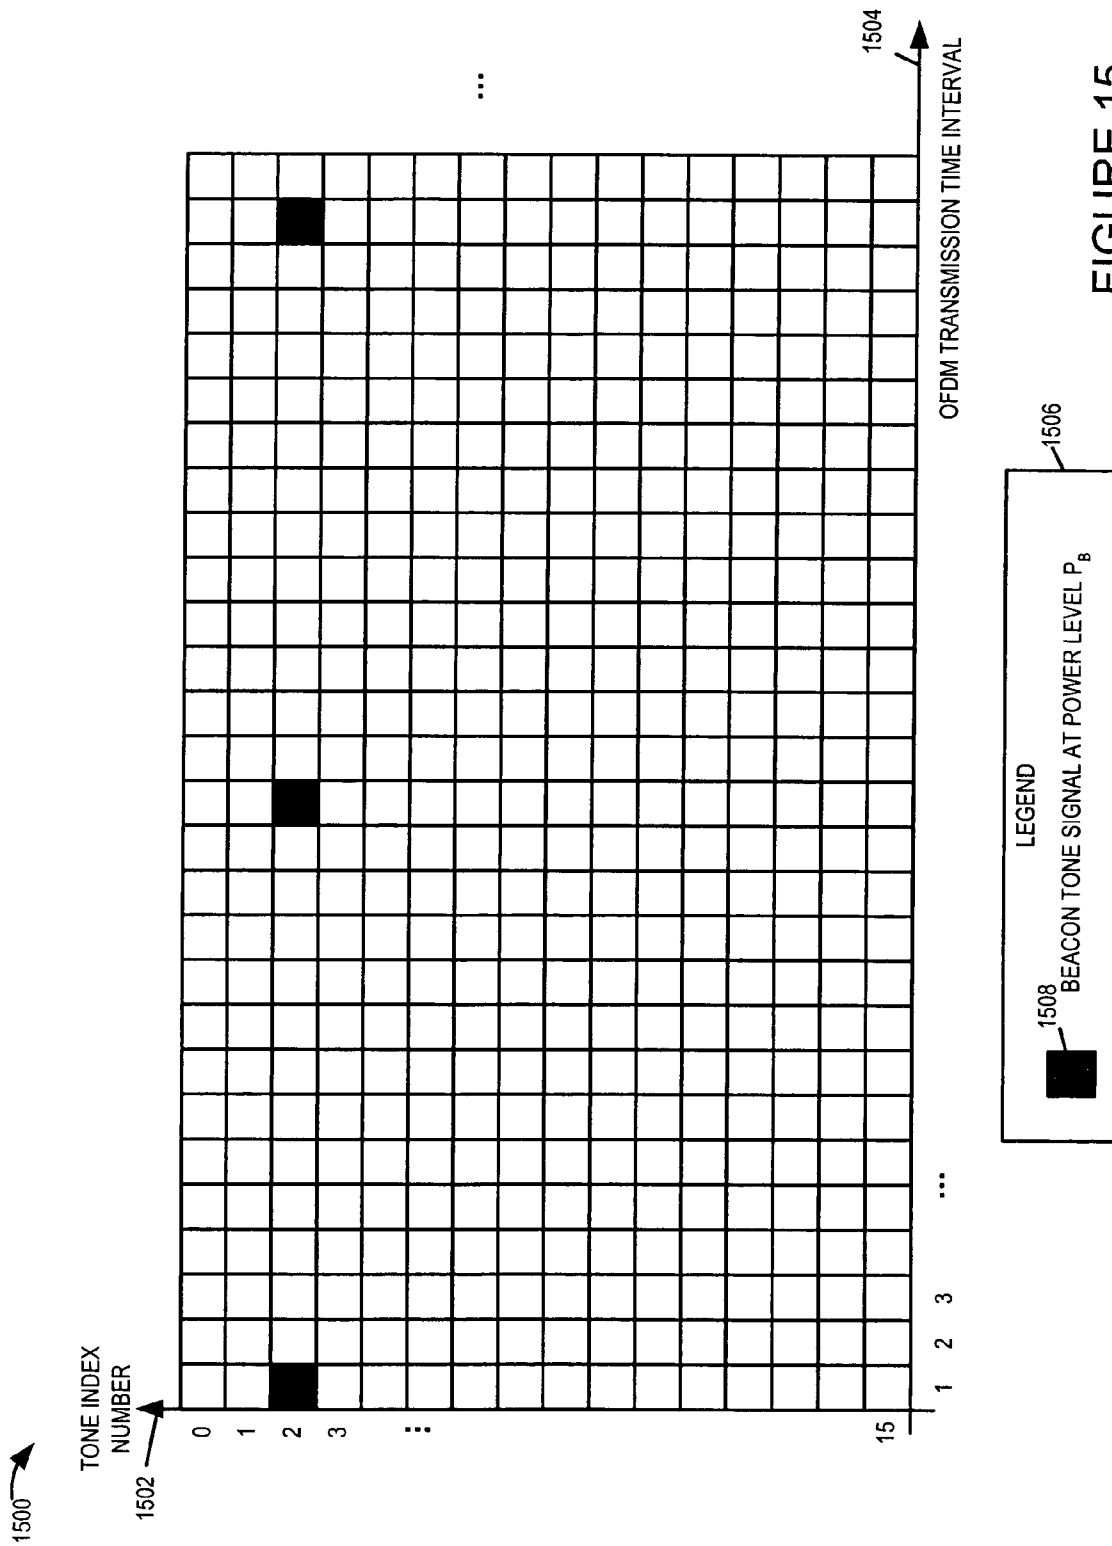 1500
TONE INDEX
NUMBER
1502
0
1
2
3
...
15
1 2 3 ...
...
1504
OFDM TRANSMISSION TIME INTERVAL
LEGEND
1506
1508
BEACON TONE SIGNAL AT POWER LEVEL P_B
FIGURE 15